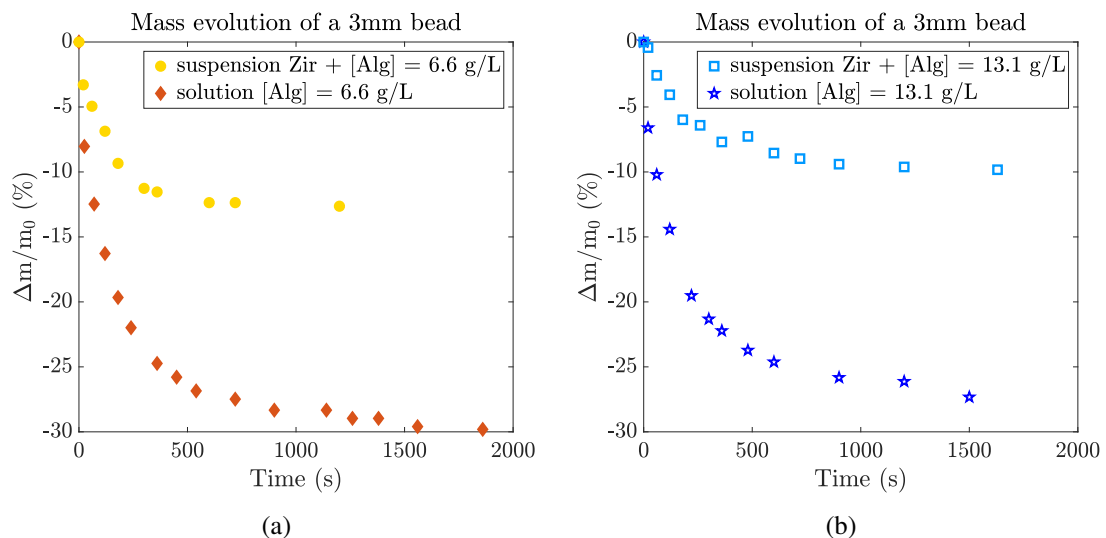 Mass evolution of a 3mm bead
0
-5
-10
-15
-20
-25
-30
Δm/m₀ (%)
suspension Zir + [Alg] = 6.6 g/L
solution [Alg] = 6.6 g/L
0
500
1000
1500
2000
Time (s)
(a)
Mass evolution of a 3mm bead
0
-5
-10
-15
-20
-25
-30
Δm/m₀ (%)
suspension Zir + [Alg] = 13.1 g/L
solution [Alg] = 13.1 g/L
0
500
1000
1500
2000
Time (s)
(b)